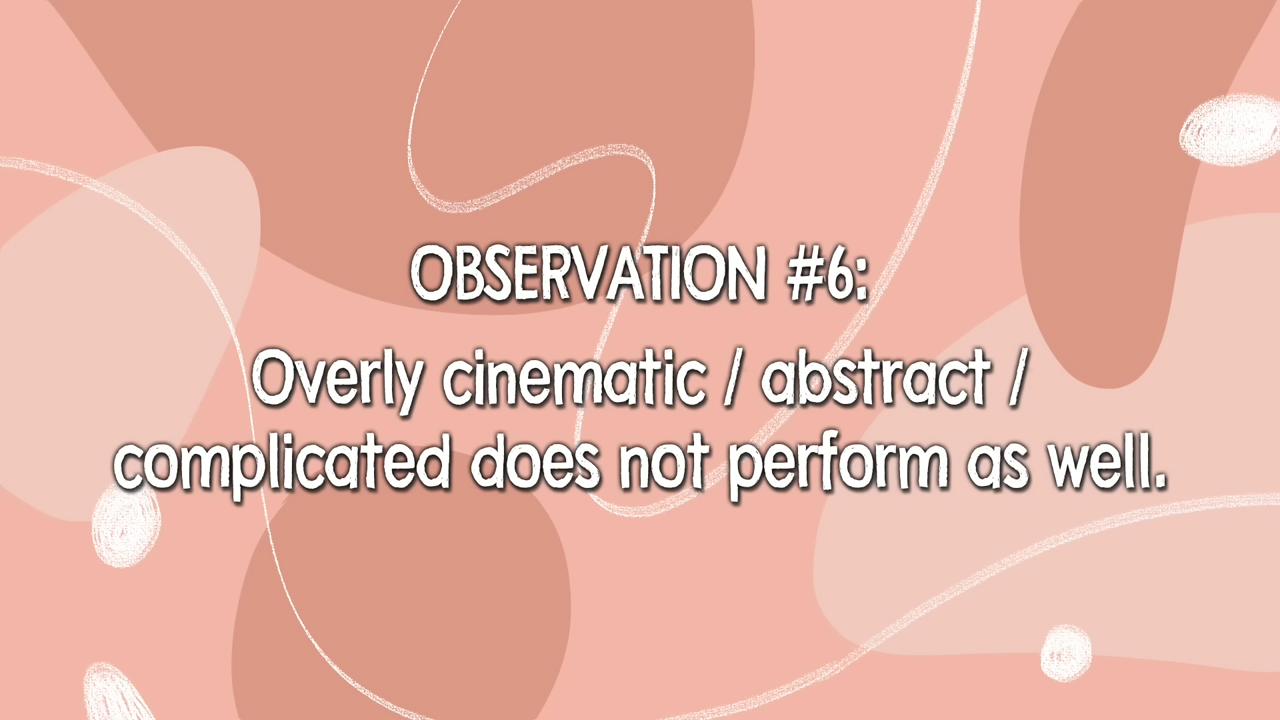 OBSERVATION #6:
Overly cinematic / abstract /
complicated does not perform as well.